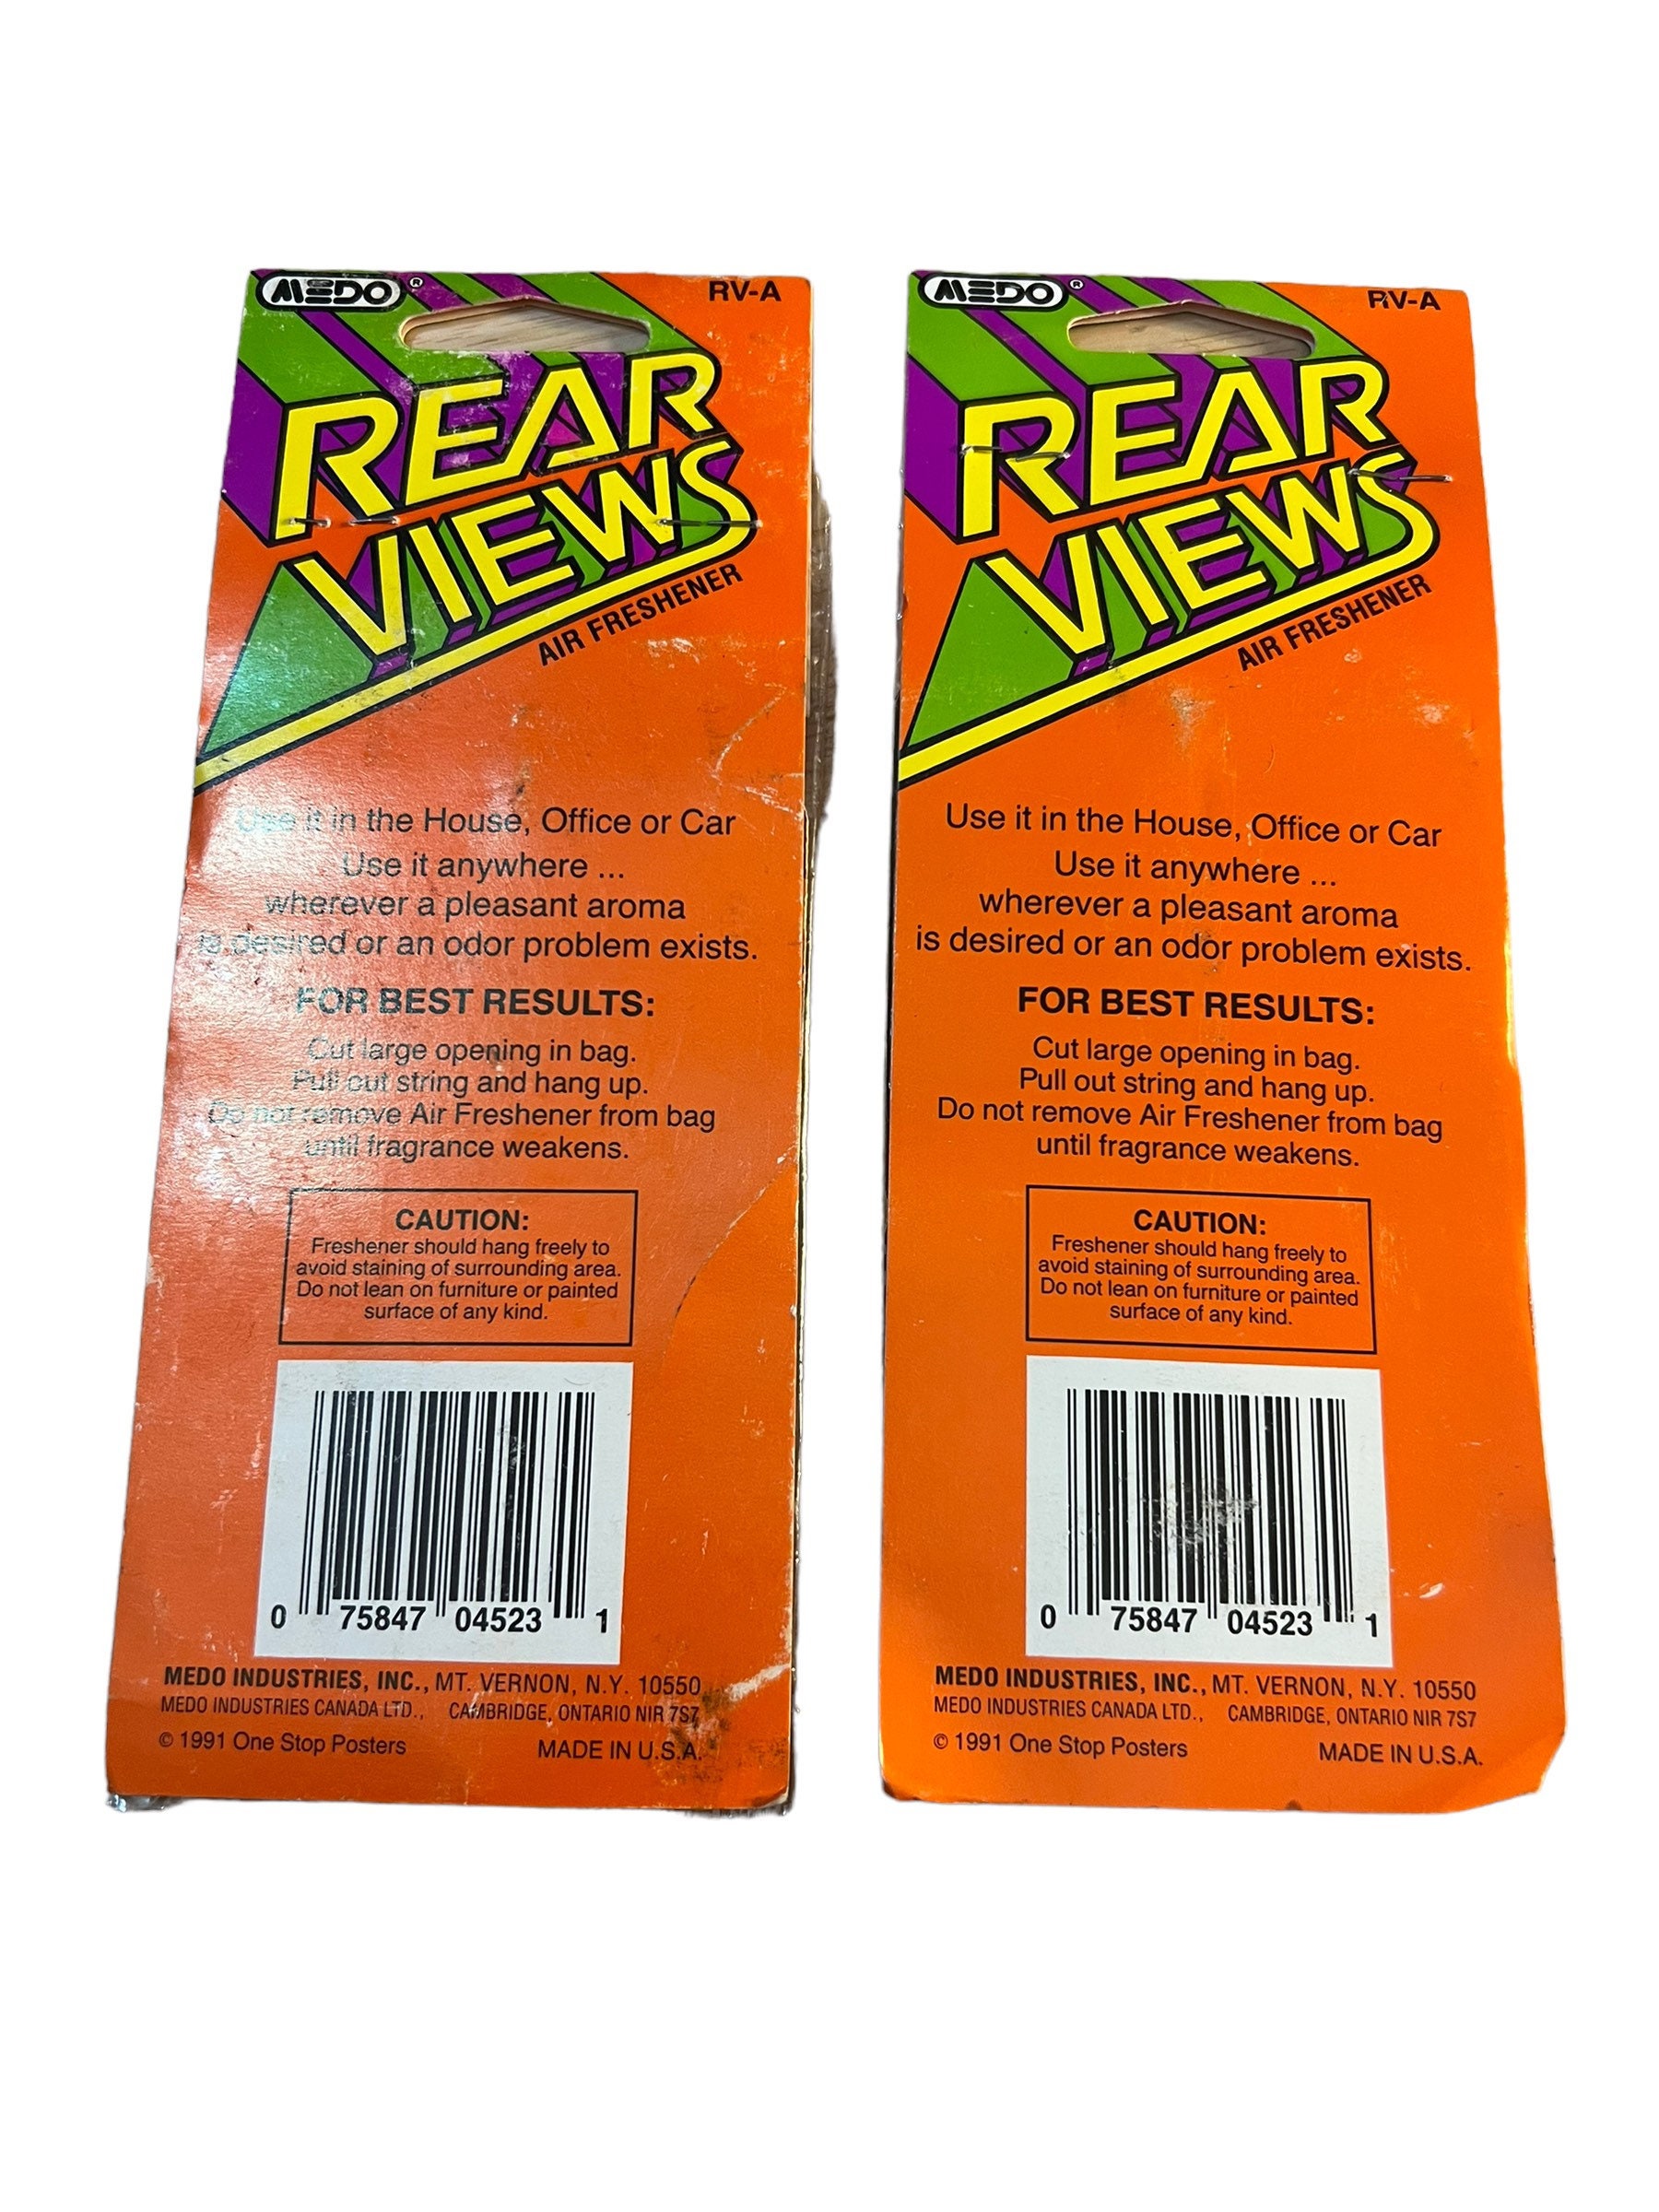 MEDO®
RV-A
REAR
VIEWS
AIR FRESHENER
Use it in the House, Office or Car
Use it anywhere ...
wherever a pleasant aroma
is desired or an odor problem exists.
FOR BEST RESULTS:
Cut large opening in bag.
Pull out string and hang up.
Do not remove Air Freshener from bag
until fragrance weakens.
CAUTION:
Freshener should hang freely to
avoid staining of surrounding area.
Do not lean on furniture or painted
surface of any kind.
0 75847 04523 1
MEDO INDUSTRIES, INC., MT. VERNON, N.Y. 10550
MEDO INDUSTRIES CANADA LTD., CAMBRIDGE, ONTARIO NIR 7S7
© 1991 One Stop Posters MADE IN U.S.A.
MEDO®
RV-A
REAR
VIEWS
AIR FRESHENER
Use it in the House, Office or Car
Use it anywhere ...
wherever a pleasant aroma
is desired or an odor problem exists.
FOR BEST RESULTS:
Cut large opening in bag.
Pull out string and hang up.
Do not remove Air Freshener from bag
until fragrance weakens.
CAUTION:
Freshener should hang freely to
avoid staining of surrounding area.
Do not lean on furniture or painted
surface of any kind.
0 75847 04523 1
MEDO INDUSTRIES, INC., MT. VERNON, N.Y. 10550
MEDO INDUSTRIES CANADA LTD., CAMBRIDGE, ONTARIO NIR 7S7
© 1991 One Stop Posters MADE IN U.S.A.